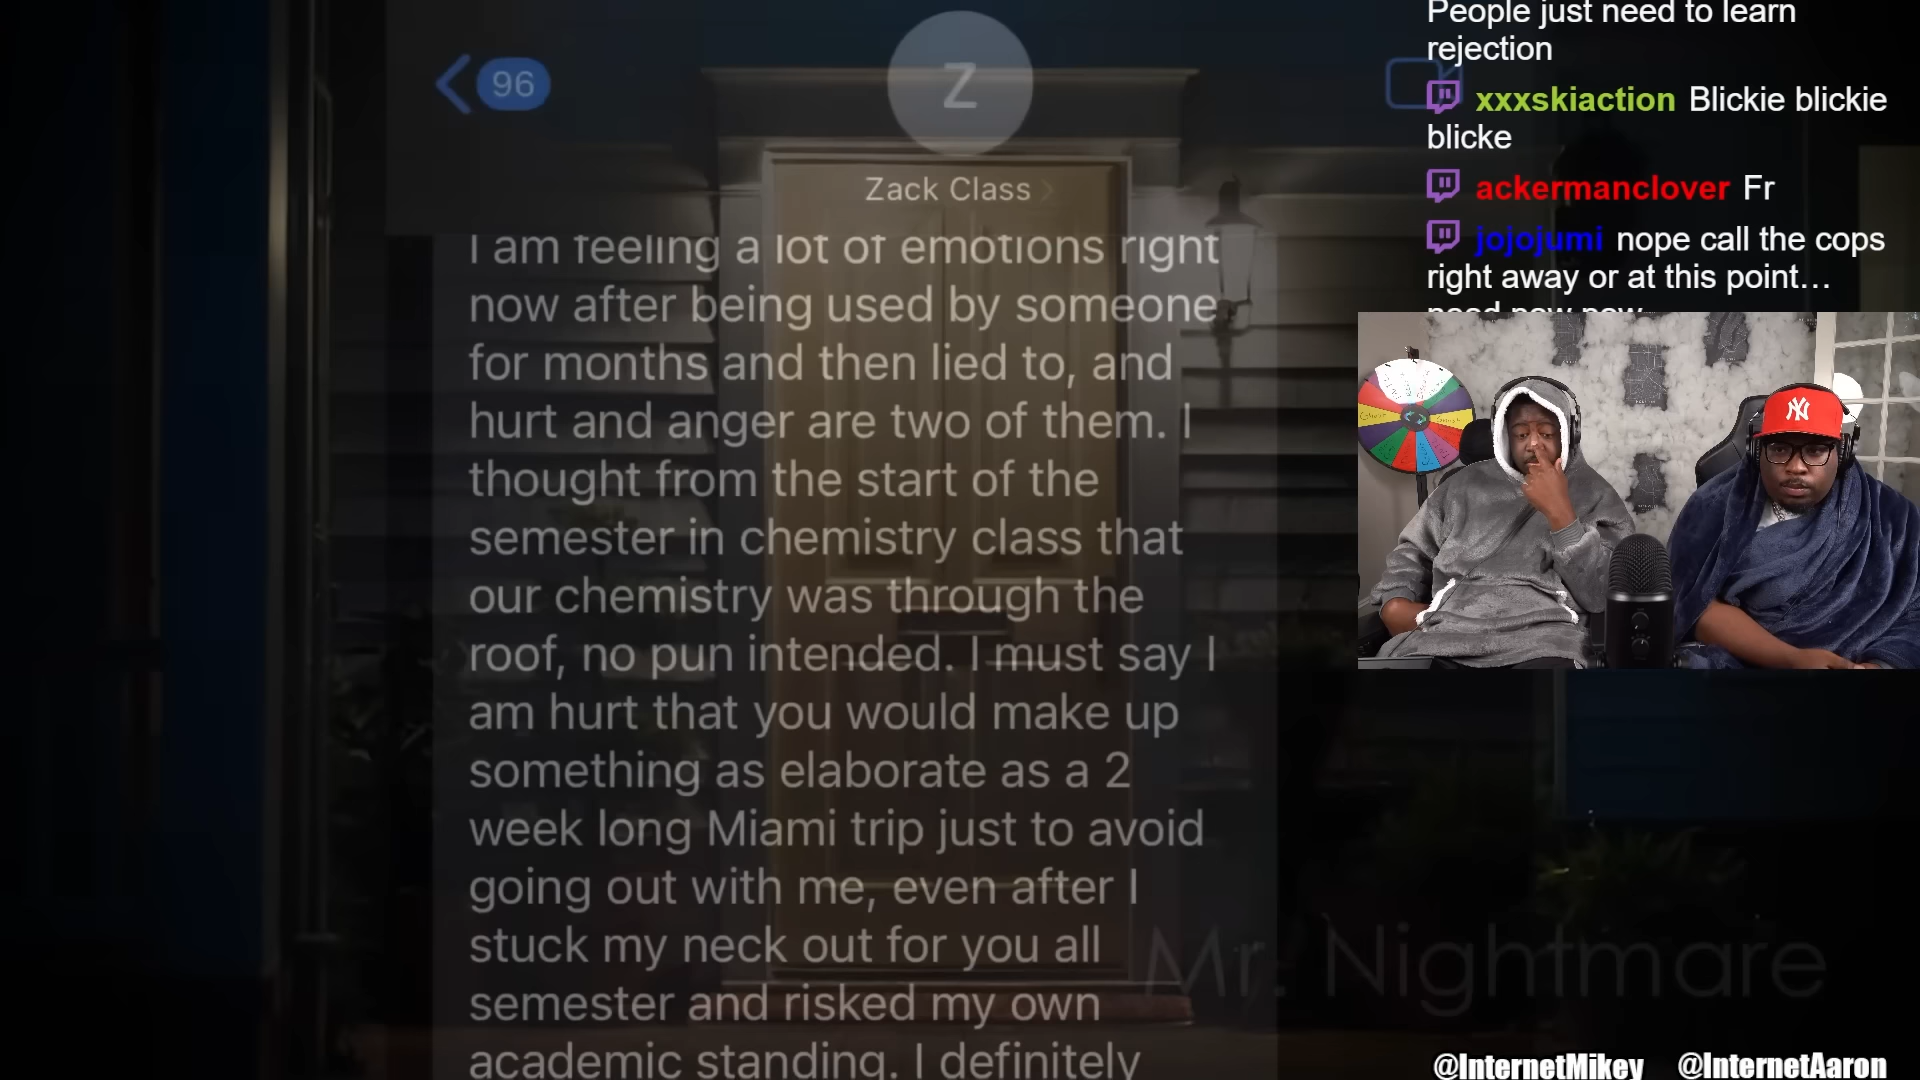 96
Z
Zack Class
I am feeling a lot of emotions right
now after being used by someone
for months and then lied to, and
hurt and anger are two of them. I
thought from the start of the
semester in chemistry class that
our chemistry was through the
roof, no pun intended. I must say I
am hurt that you would make up
something as elaborate as a 2
week long Miami trip just to avoid
going out with me, even after I
stuck my neck out for you all
semester and risked my own
academic standing. I definitely
Mr. Nightmare
People just need to learn
rejection
xxxskiaction Blickie blickie
blicke
ackermanclover Fr
jojojumi nope call the cops
right away or at this point...
NY
@InternetMikey @InternetAaron